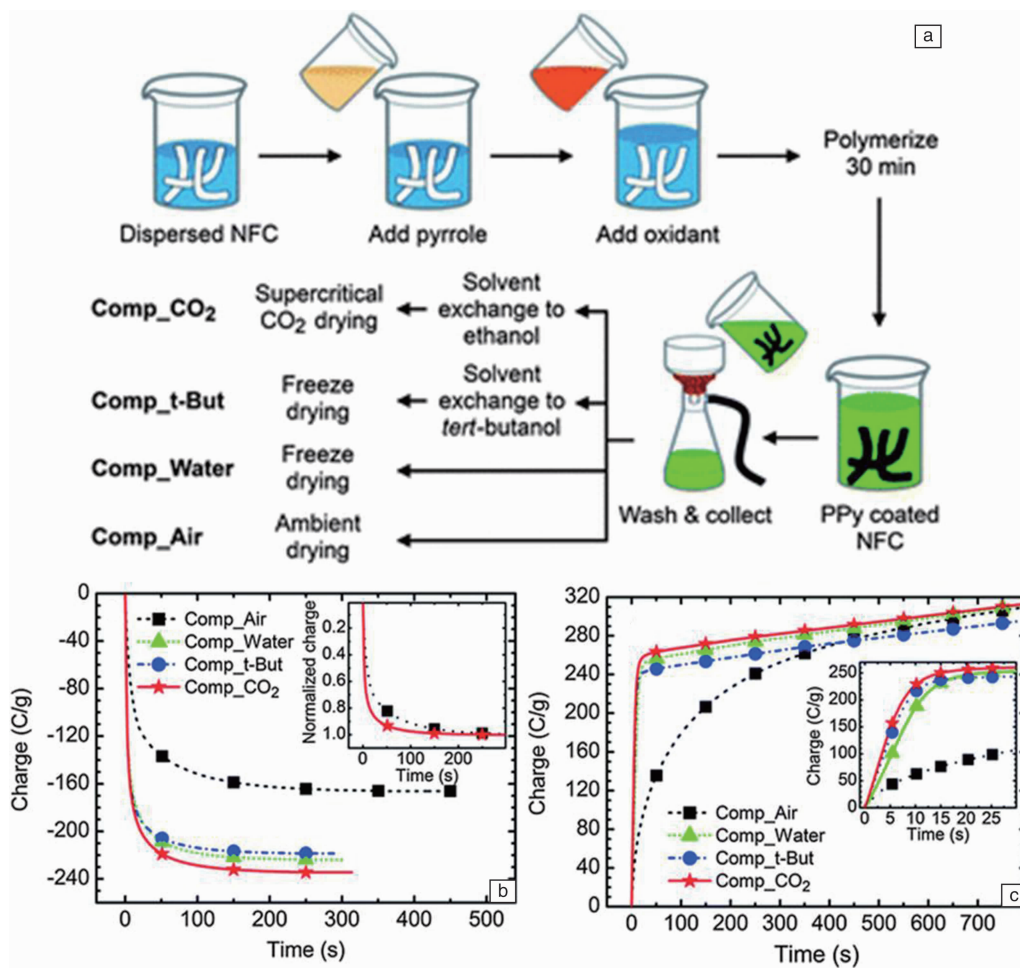 a
Dispersed NFC
Add pyrrole
Add oxidant
Polymerize
30 min
Comp_CO₂
Supercritical
CO₂ drying
Solvent
exchange to
ethanol
Comp_t-But
Freeze
drying
Solvent
exchange to
tert-butanol
Comp_Water
Freeze
drying
Comp_Air
Ambient
drying
Wash & collect
PPy coated
NFC
Charge (C/g)
0
-40
-80
-120
-160
-200
-240
Comp_Air
Comp_Water
Comp_t-But
Comp_CO₂
Normalized charge
0.2
0.4
0.6
0.8
1.0
0 100 200
Time (s)
0 100 200 300 400 500
Time (s)
b
Charge (C/g)
320
280
240
200
160
120
80
40
0
Charge (C/g)
250
200
150
100
50
0
0 5 10 15 20 25
Time (s)
Comp_Air
Comp_Water
Comp_t-But
Comp_CO₂
0 100 200 300 400 500 600 700
Time (s)
c